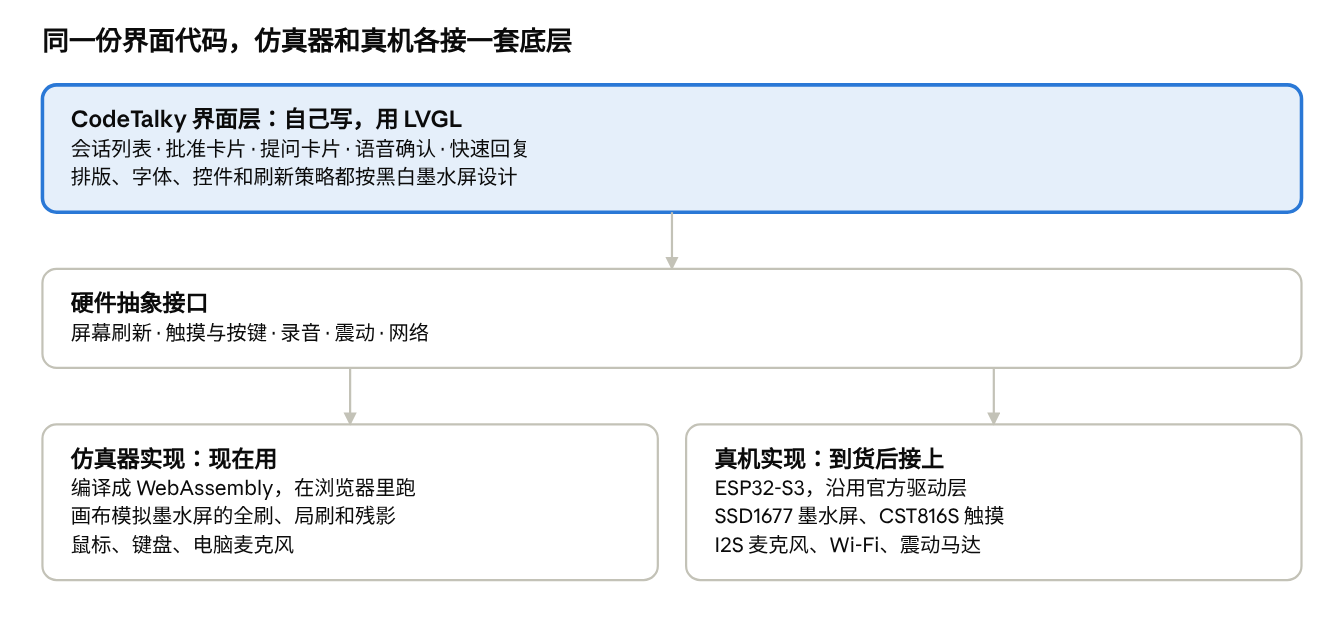 同一份界面代码，仿真器和真机各接一套底层
CodeTalky 界面层：自己写，用 LVGL
会话列表 · 批准卡片 · 提问卡片 · 语音确认 · 快速回复
排版、字体、控件和刷新策略都按黑白墨水屏设计
硬件抽象接口
屏幕刷新 · 触摸与按键 · 录音 · 震动 · 网络
仿真器实现：现在用
编译成 WebAssembly，在浏览器里跑
画布模拟墨水屏的全刷、局刷和残影
鼠标、键盘、电脑麦克风
真机实现：到货后接上
ESP32-S3，沿用官方驱动层
SSD1677 墨水屏、CST816S 触摸
I2S 麦克风、Wi-Fi、震动马达